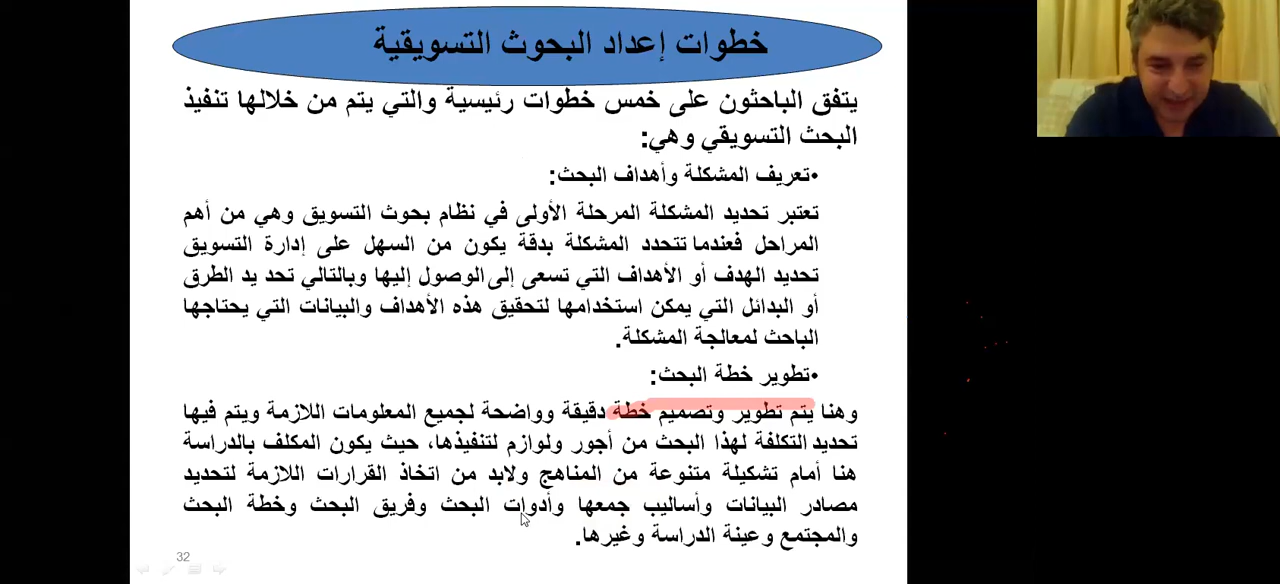 خطوات إعداد البحوث التسويقية
يتفق الباحثون على خمس خطوات رئيسية والتي يتم من خلالها تنفيذ
البحث التسويقي وهي:
•تعريف المشكلة وأهداف البحث:
تعتبر تحديد المشكلة المرحلة الأولى في نظام بحوث التسويق وهي من أهم
المراحل فعندما تتحدد المشكلة بدقة يكون من السهل على إدارة التسويق
تحديد الهدف أو الأهداف التي تسعى إلى الوصول إليها وبالتالي تحد يد الطرق
أو البدائل التي يمكن استخدامها لتحقيق هذه الأهداف والبيانات التي يحتاجها
الباحث لمعالجة المشكلة.
•تطوير خطة البحث:
وهنا يتم تطوير وتصميم خطة دقيقة وواضحة لجميع المعلومات اللازمة ويتم فيها
تحديد التكلفة لهذا البحث من أجور ولوازم لتنفيذها، حيث يكون المكلف بالدراسة
هنا أمام تشكيلة متنوعة من المناهج ولابد من اتخاذ القرارات اللازمة لتحديد
مصادر البيانات وأساليب جمعها وأدوات البحث وفريق البحث وخطة البحث
والمجتمع وعينة الدراسة وغيرها.
32